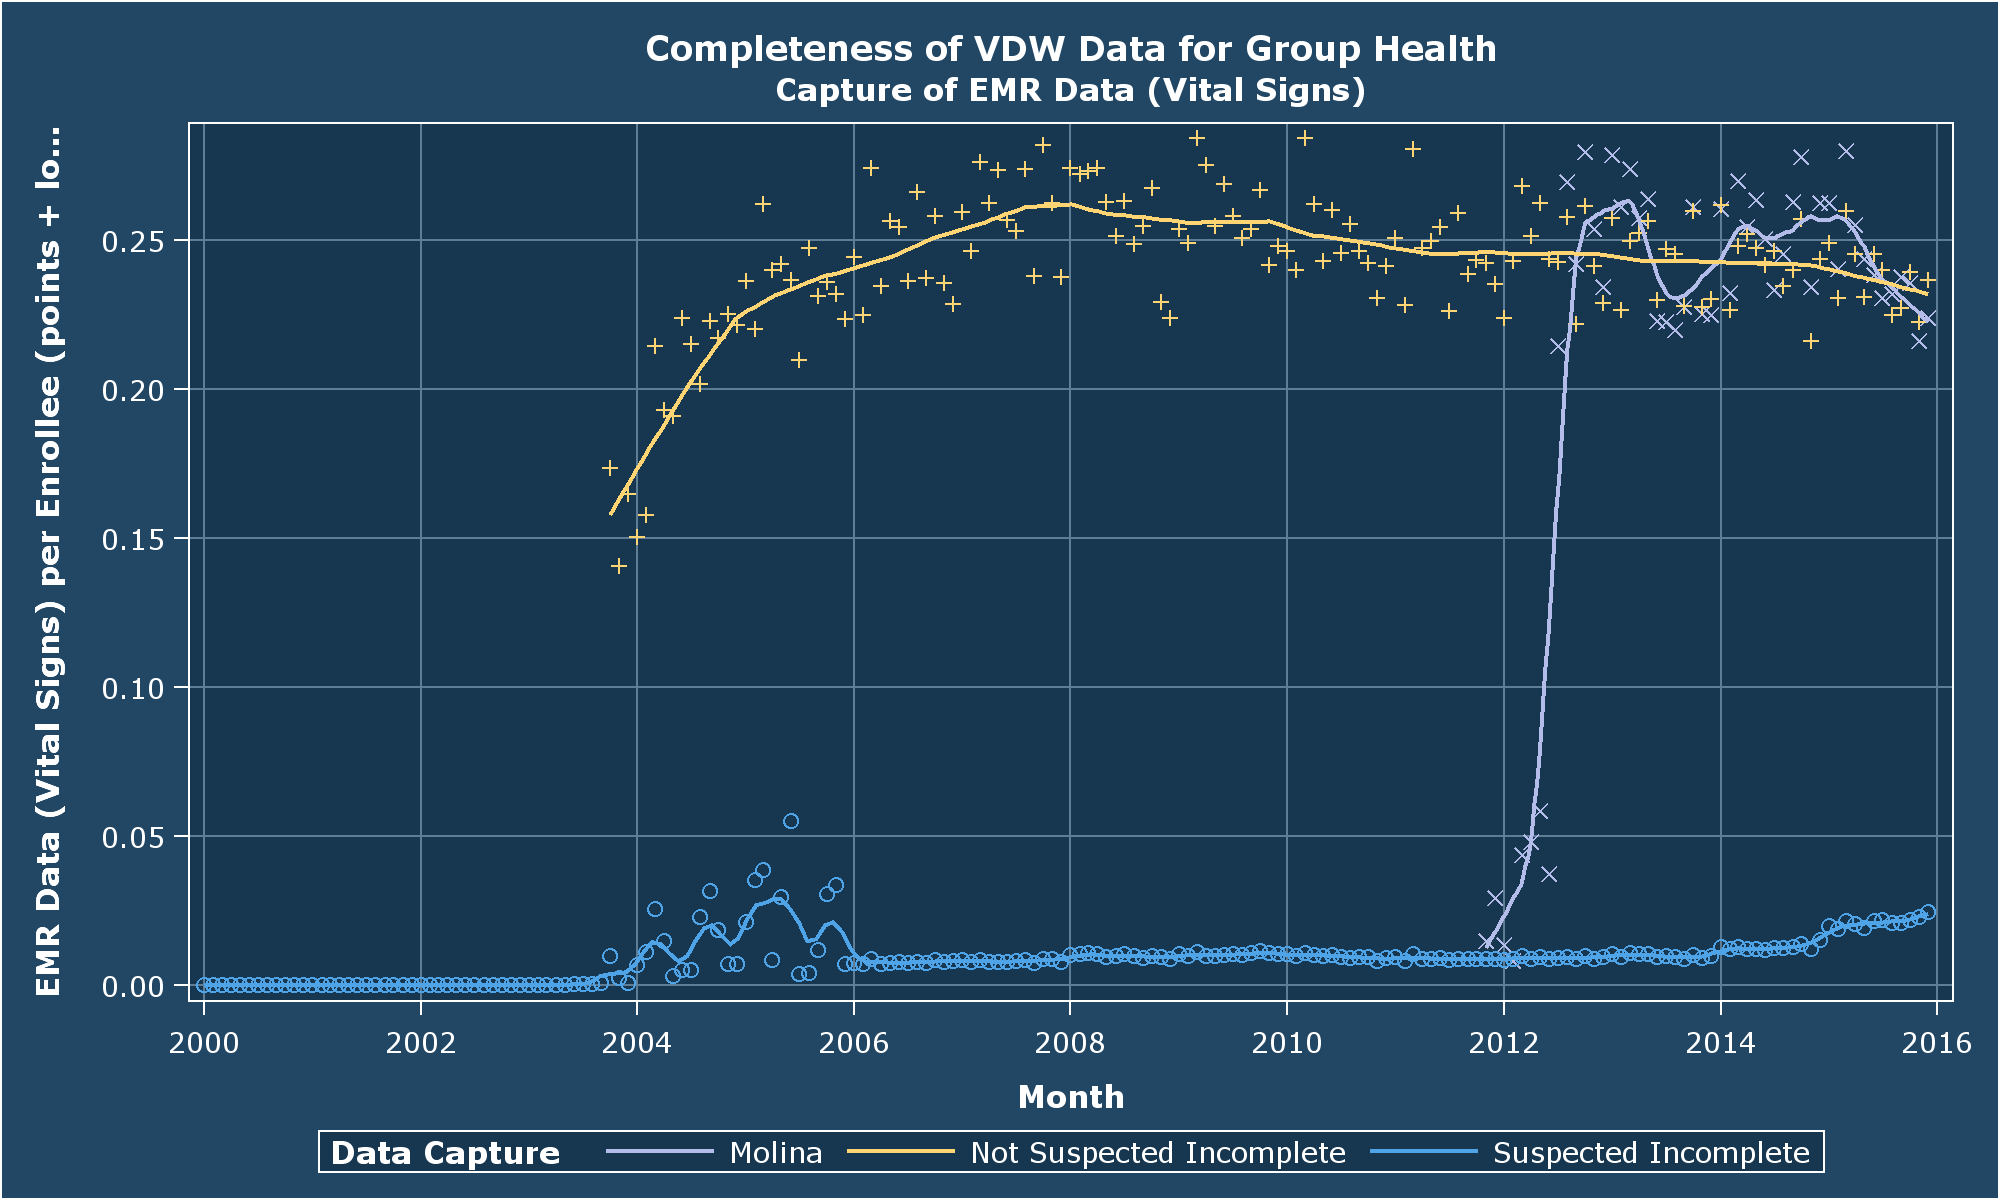 Completeness of VDW Data for Group Health
Capture of EMR Data (Vital Signs)
EMR Data (Vital Signs) per Enrollee (points + lo...
0.25
0.20
0.15
0.10
0.05
0.00
2000 2002 2004 2006 2008 2010 2012 2014 2016
Month
Data Capture Molina Not Suspected Incomplete Suspected Incomplete